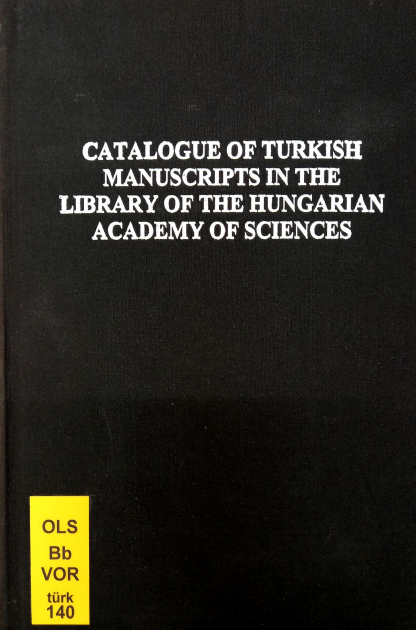 CATALOGUE OF TURKISH
MANUSCRIPTS IN THE
LIBRARY OF THE HUNGARIAN
ACADEMY OF SCIENCES
OLS
Bb
VOR
türk
140